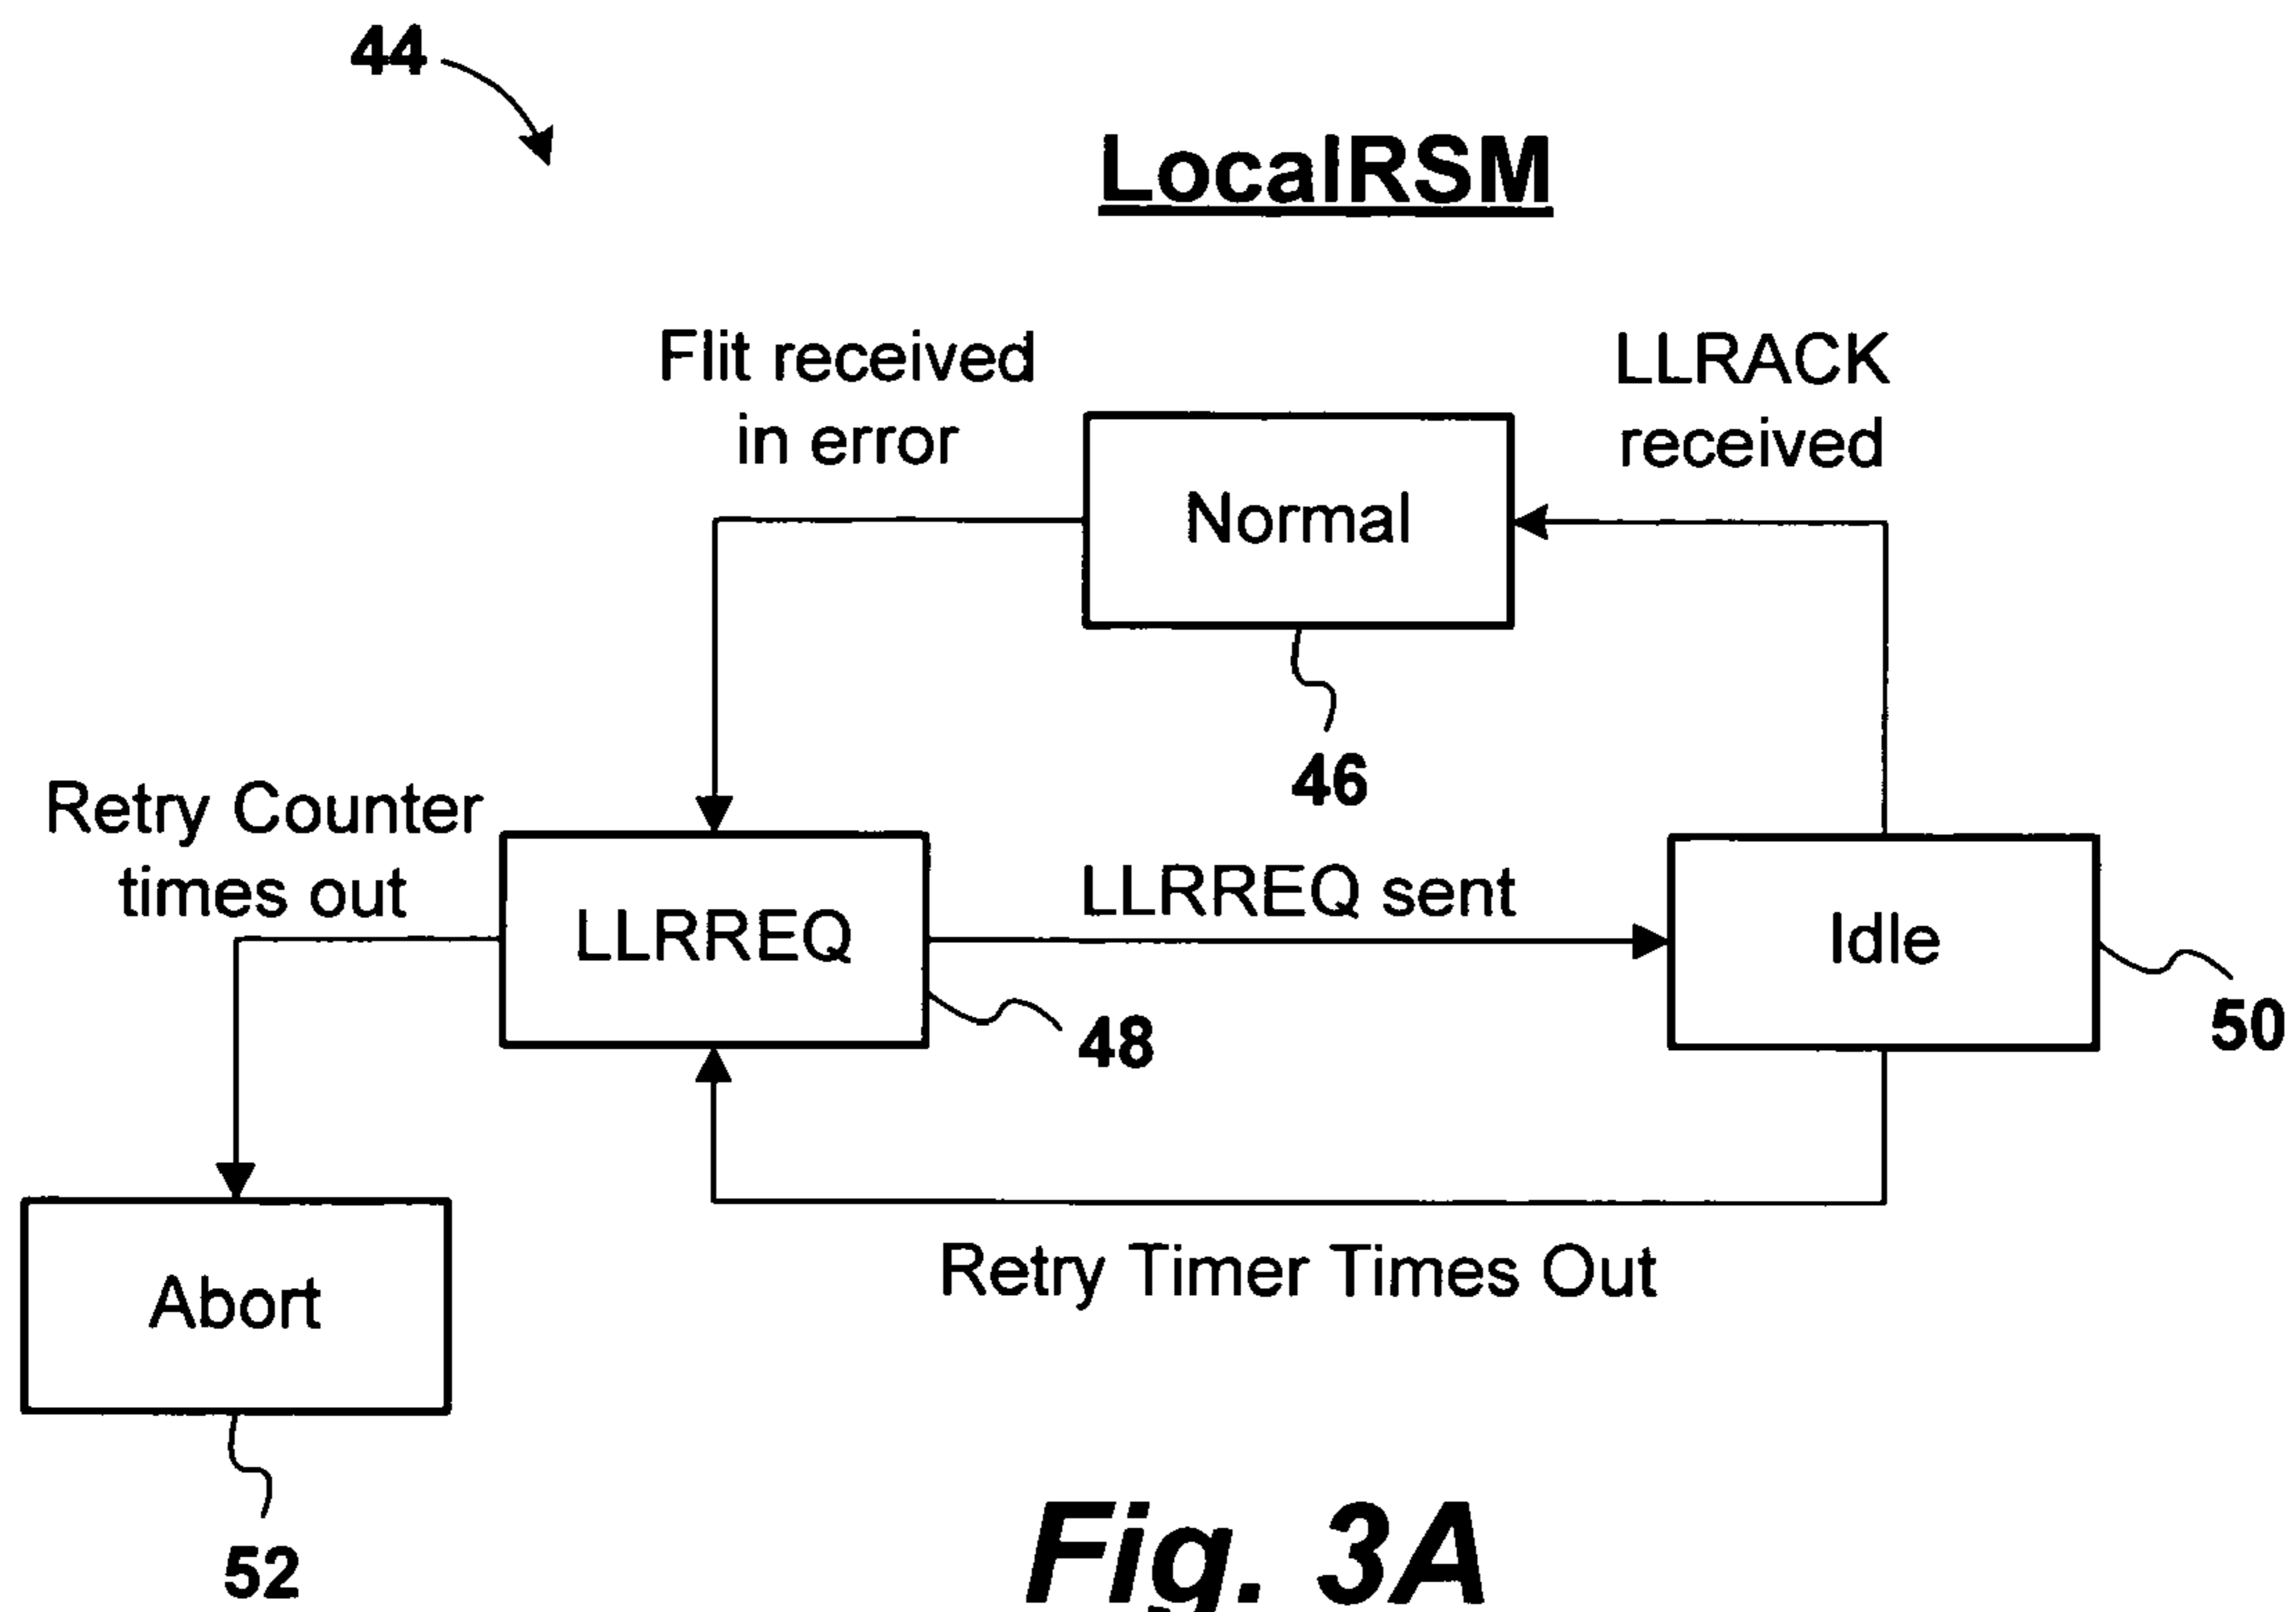 44
LocalRSM
Flit received
in error
LLRACK
received
Normal
46
Retry Counter
times out
LLRREQ
LLRREQ sent
Idle
48
50
Retry Timer Times Out
Abort
52
Fig. 3A